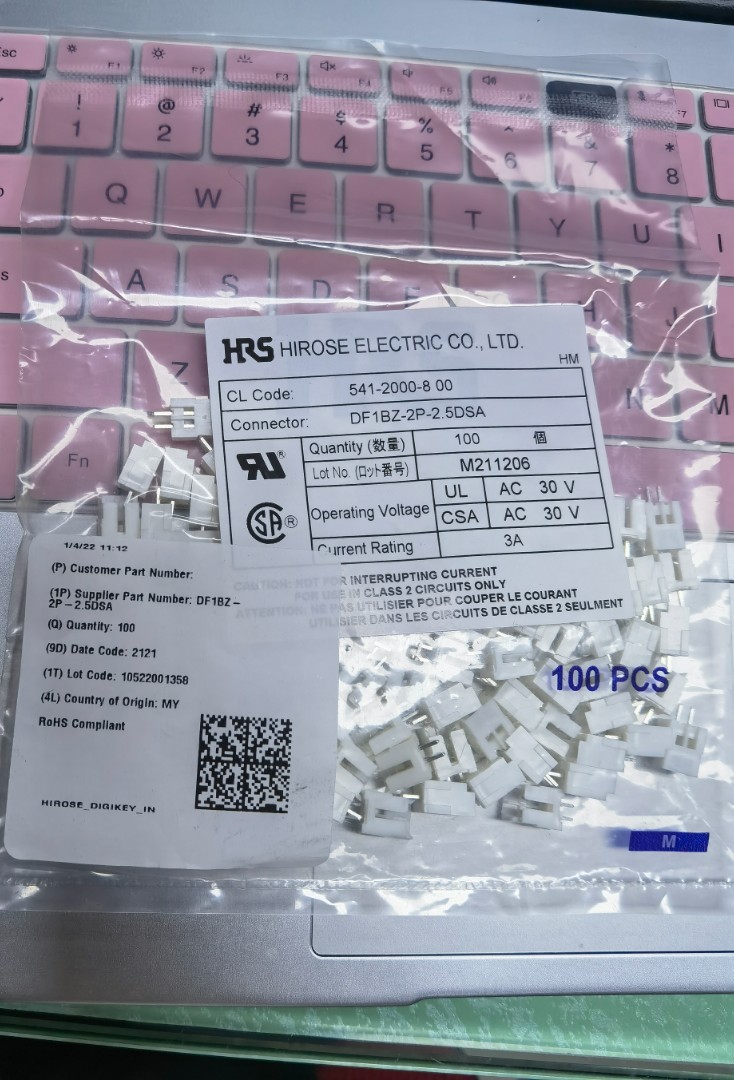 sc
F1
F2
F3
F4
F5
F6
F7
!
1
@
2
#
3
$
4
%
5
^
6
&
7
*
8
Q
W
E
R
T
Y
U
I
A
S
D
F
H
J
Z
N
M
Fn
HRS HIROSE ELECTRIC CO., LTD.
HM
CL Code: 541-2000-8 00
Connector: DF1BZ-2P-2.5DSA
Quantity (数量) 100 個
Lot No. (ロット番号) M211206
Operating Voltage UL AC 30 V
CSA AC 30 V
Current Rating 3A
CAUTION: NOT FOR INTERRUPTING CURRENT
FOR USE IN CLASS 2 CIRCUITS ONLY
ATTENTION: NE PAS UTILISIER POUR COUPER LE COURANT
UTILISIER DANS LES CIRCUITS DE CLASSE 2 SEULMENT
RU®
SA®
1/4/22 11:12
(P) Customer Part Number:
(1P) Supplier Part Number: DF1BZ-
2P-2.5DSA
(Q) Quantity: 100
(9D) Date Code: 2121
(1T) Lot Code: 10522001358
(4L) Country of Origin: MY
RoHS Compliant
HIROSE_DIGIKEY_IN
100 PCS
M